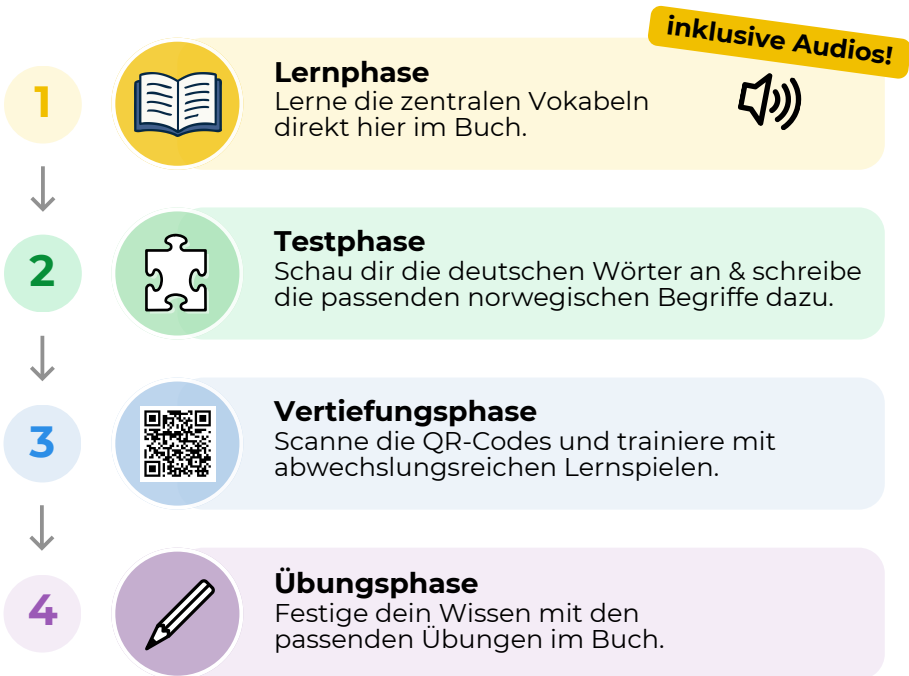 inklusive Audios!
1
Lernphase
Lerne die zentralen Vokabeln
direkt hier im Buch.
2
Testphase
Schau dir die deutschen Wörter an & schreibe
die passenden norwegischen Begriffe dazu.
3
Vertiefungsphase
Scanne die QR-Codes und trainiere mit
abwechslungsreichen Lernspielen.
4
Übungsphase
Festige dein Wissen mit den
passenden Übungen im Buch.